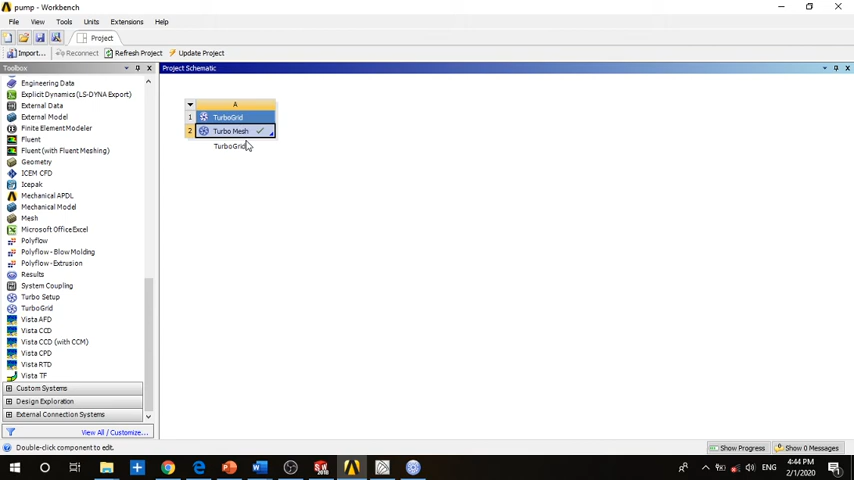 pump - Workbench
File View Tools Units Extensions Help
Project
Import... Reconnect Refresh Project Update Project
Toolbox
Project Schematic
Engineering Data
Explicit Dynamics (LS-DYNA Export)
External Data
External Model
Finite Element Modeler
Fluent
Fluent (with Fluent Meshing)
Geometry
ICEM CFD
Icepak
Mechanical APDL
Mechanical Model
Mesh
Microsoft Office Excel
Polyflow
Polyflow - Blow Molding
Polyflow - Extrusion
Results
System Coupling
Turbo Setup
TurboGrid
Vista AFD
Vista CCD
Vista CCD (with CCM)
Vista CPD
Vista RTD
Vista TF
Custom Systems
Design Exploration
External Connection Systems
View All / Customize...
A
1 TurboGrid
2 Turbo Mesh
TurboGrid
Double-click component to edit.
Show Progress Show 0 Messages
ENG
4:44 PM
2/1/2020